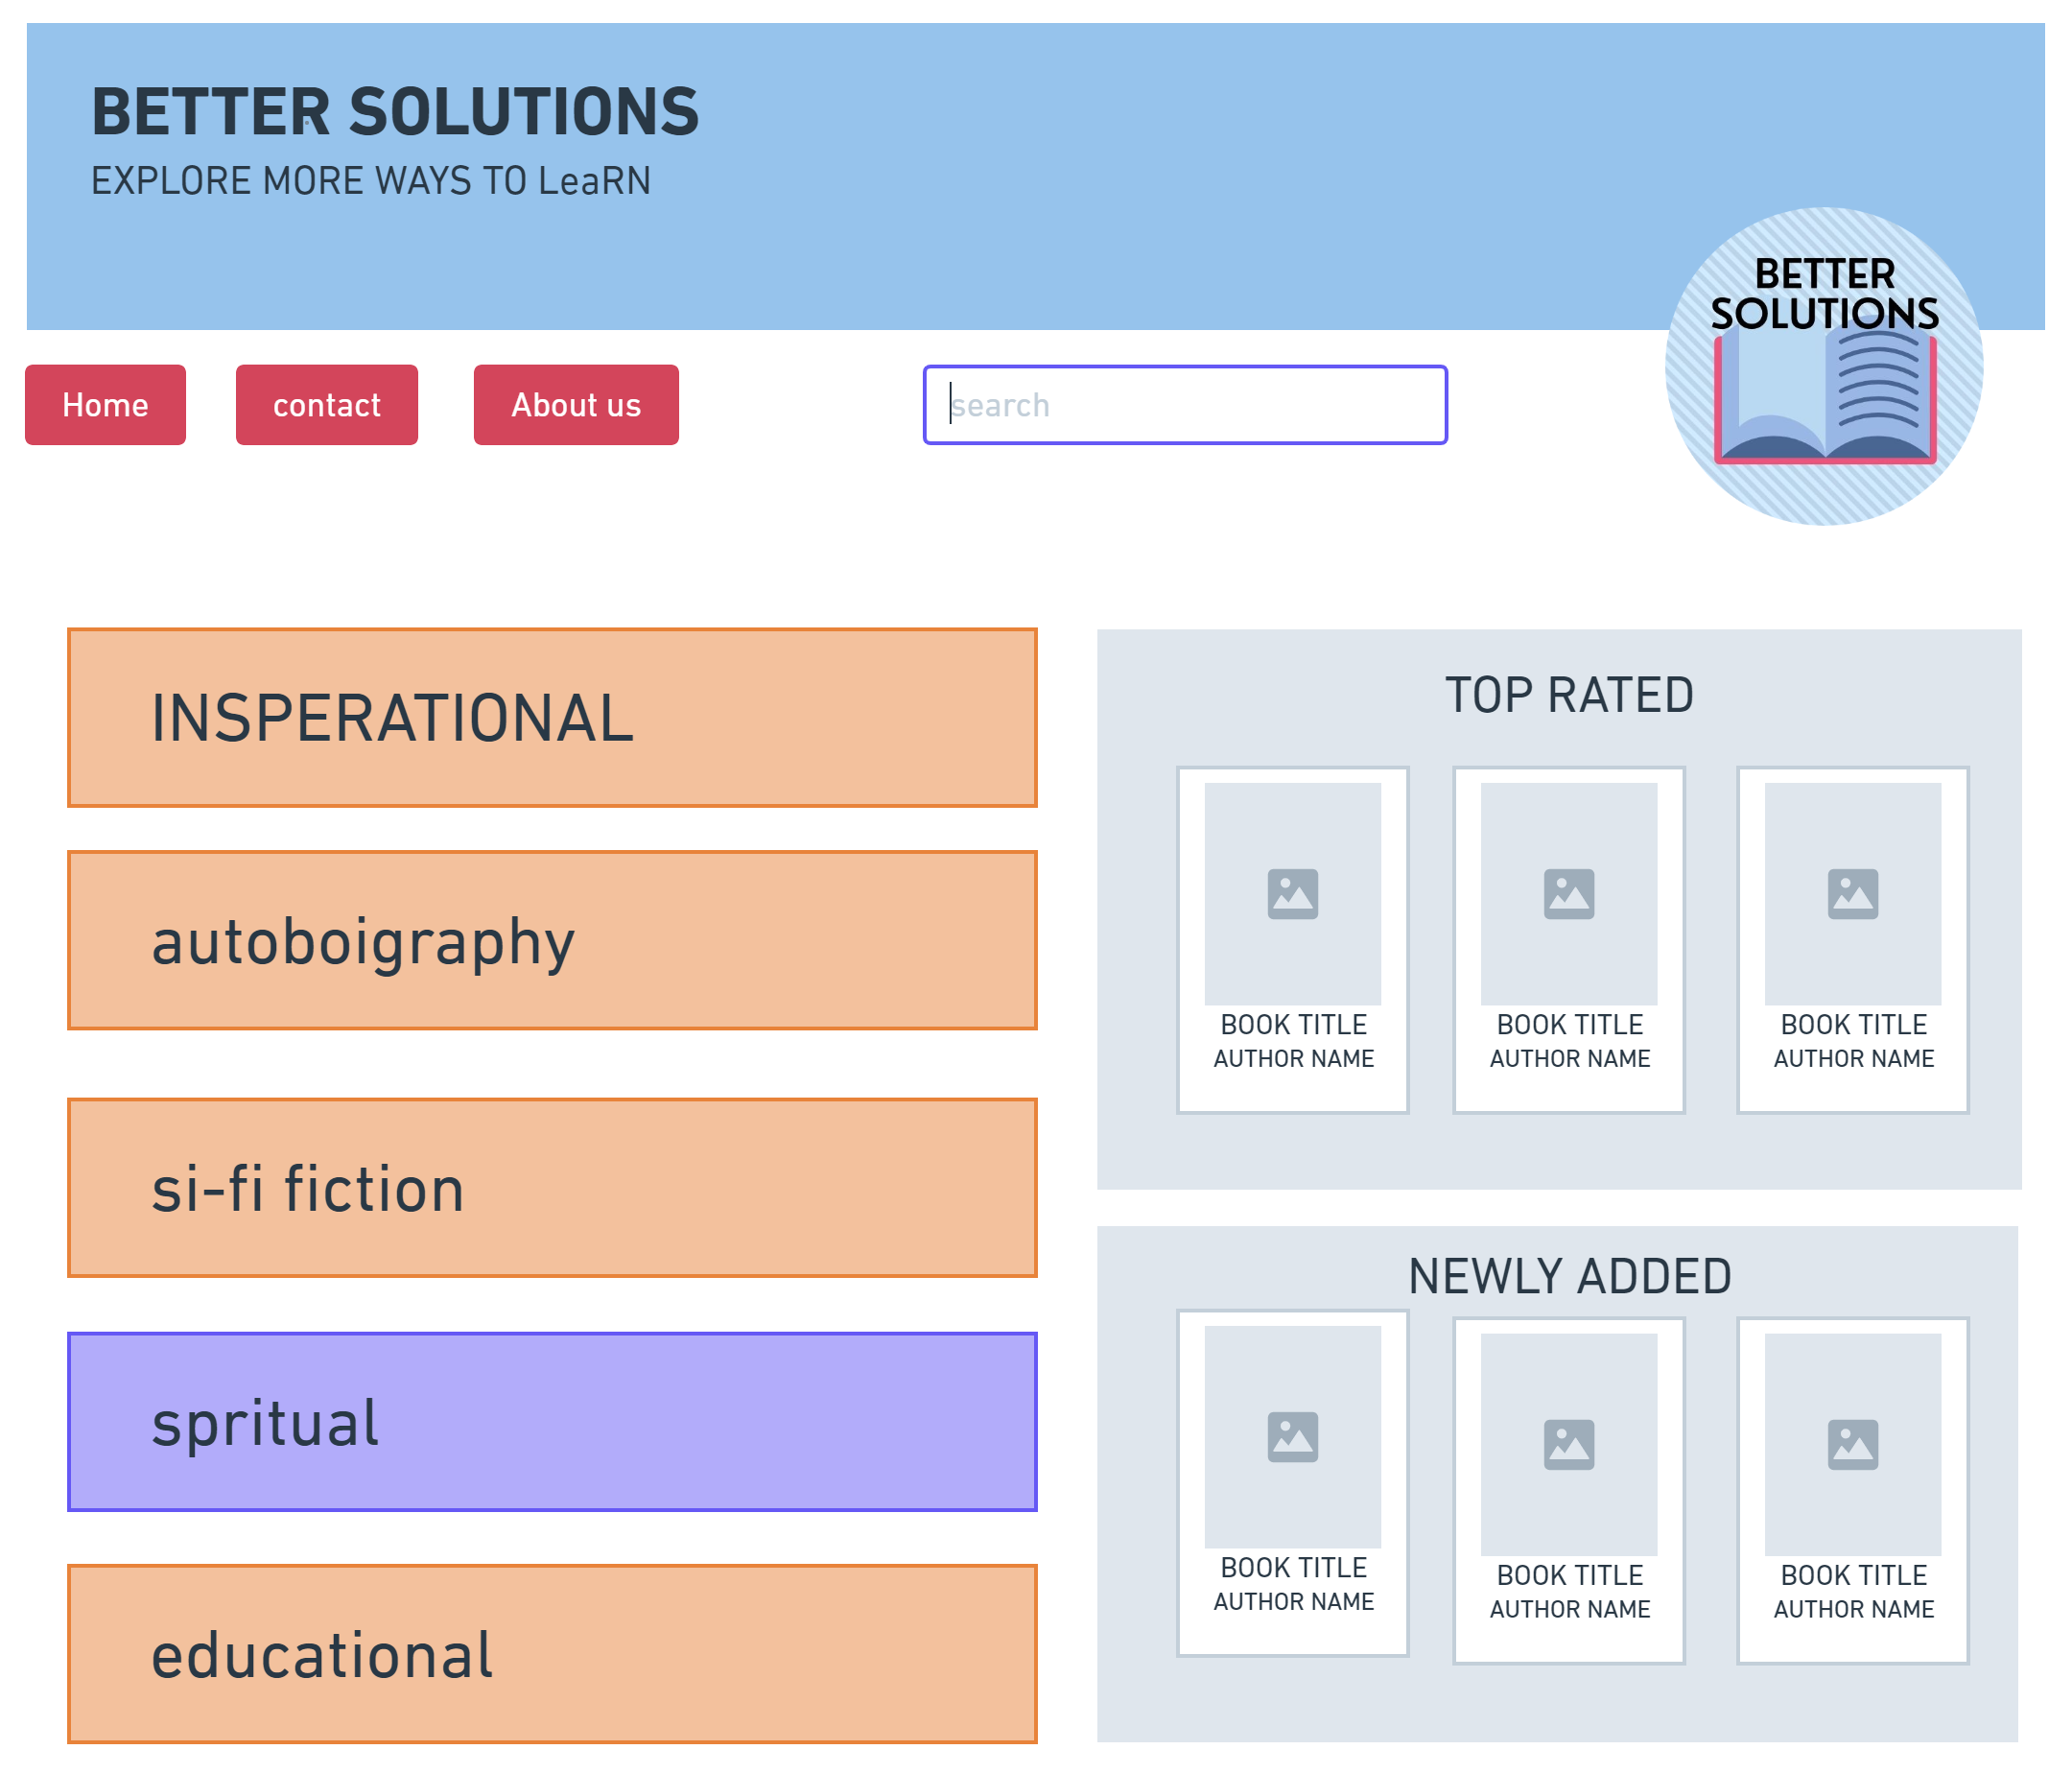 BETTER SOLUTIONS
EXPLORE MORE WAYS TO LeaRN
BETTER
SOLUTIONS
Home
contact
About us
search
INSPERATIONAL
autoboigraphy
si-fi fiction
spritual
educational
TOP RATED
BOOK TITLE
AUTHOR NAME
BOOK TITLE
AUTHOR NAME
BOOK TITLE
AUTHOR NAME
NEWLY ADDED
BOOK TITLE
AUTHOR NAME
BOOK TITLE
AUTHOR NAME
BOOK TITLE
AUTHOR NAME